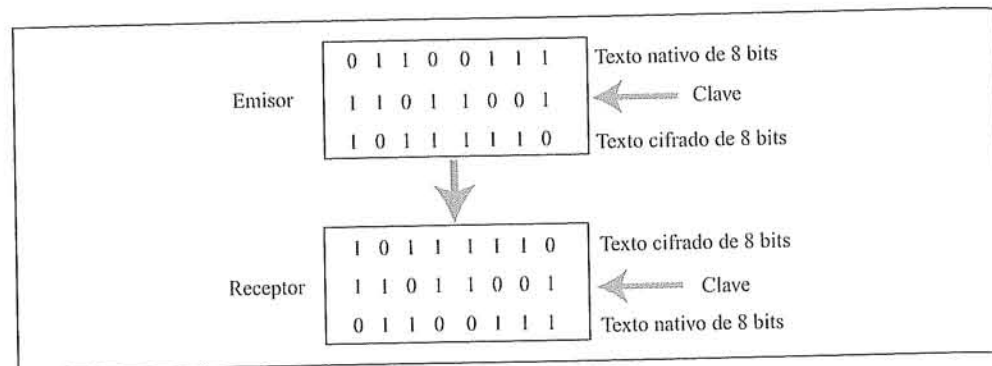 0 1 1 0 0 1 1 1 Texto nativo de 8 bits
Emisor 1 1 0 1 1 0 0 1 Clave
1 0 1 1 1 1 1 0 Texto cifrado de 8 bits
1 0 1 1 1 1 1 0 Texto cifrado de 8 bits
Receptor 1 1 0 1 1 0 0 1 Clave
0 1 1 0 0 1 1 1 Texto nativo de 8 bits